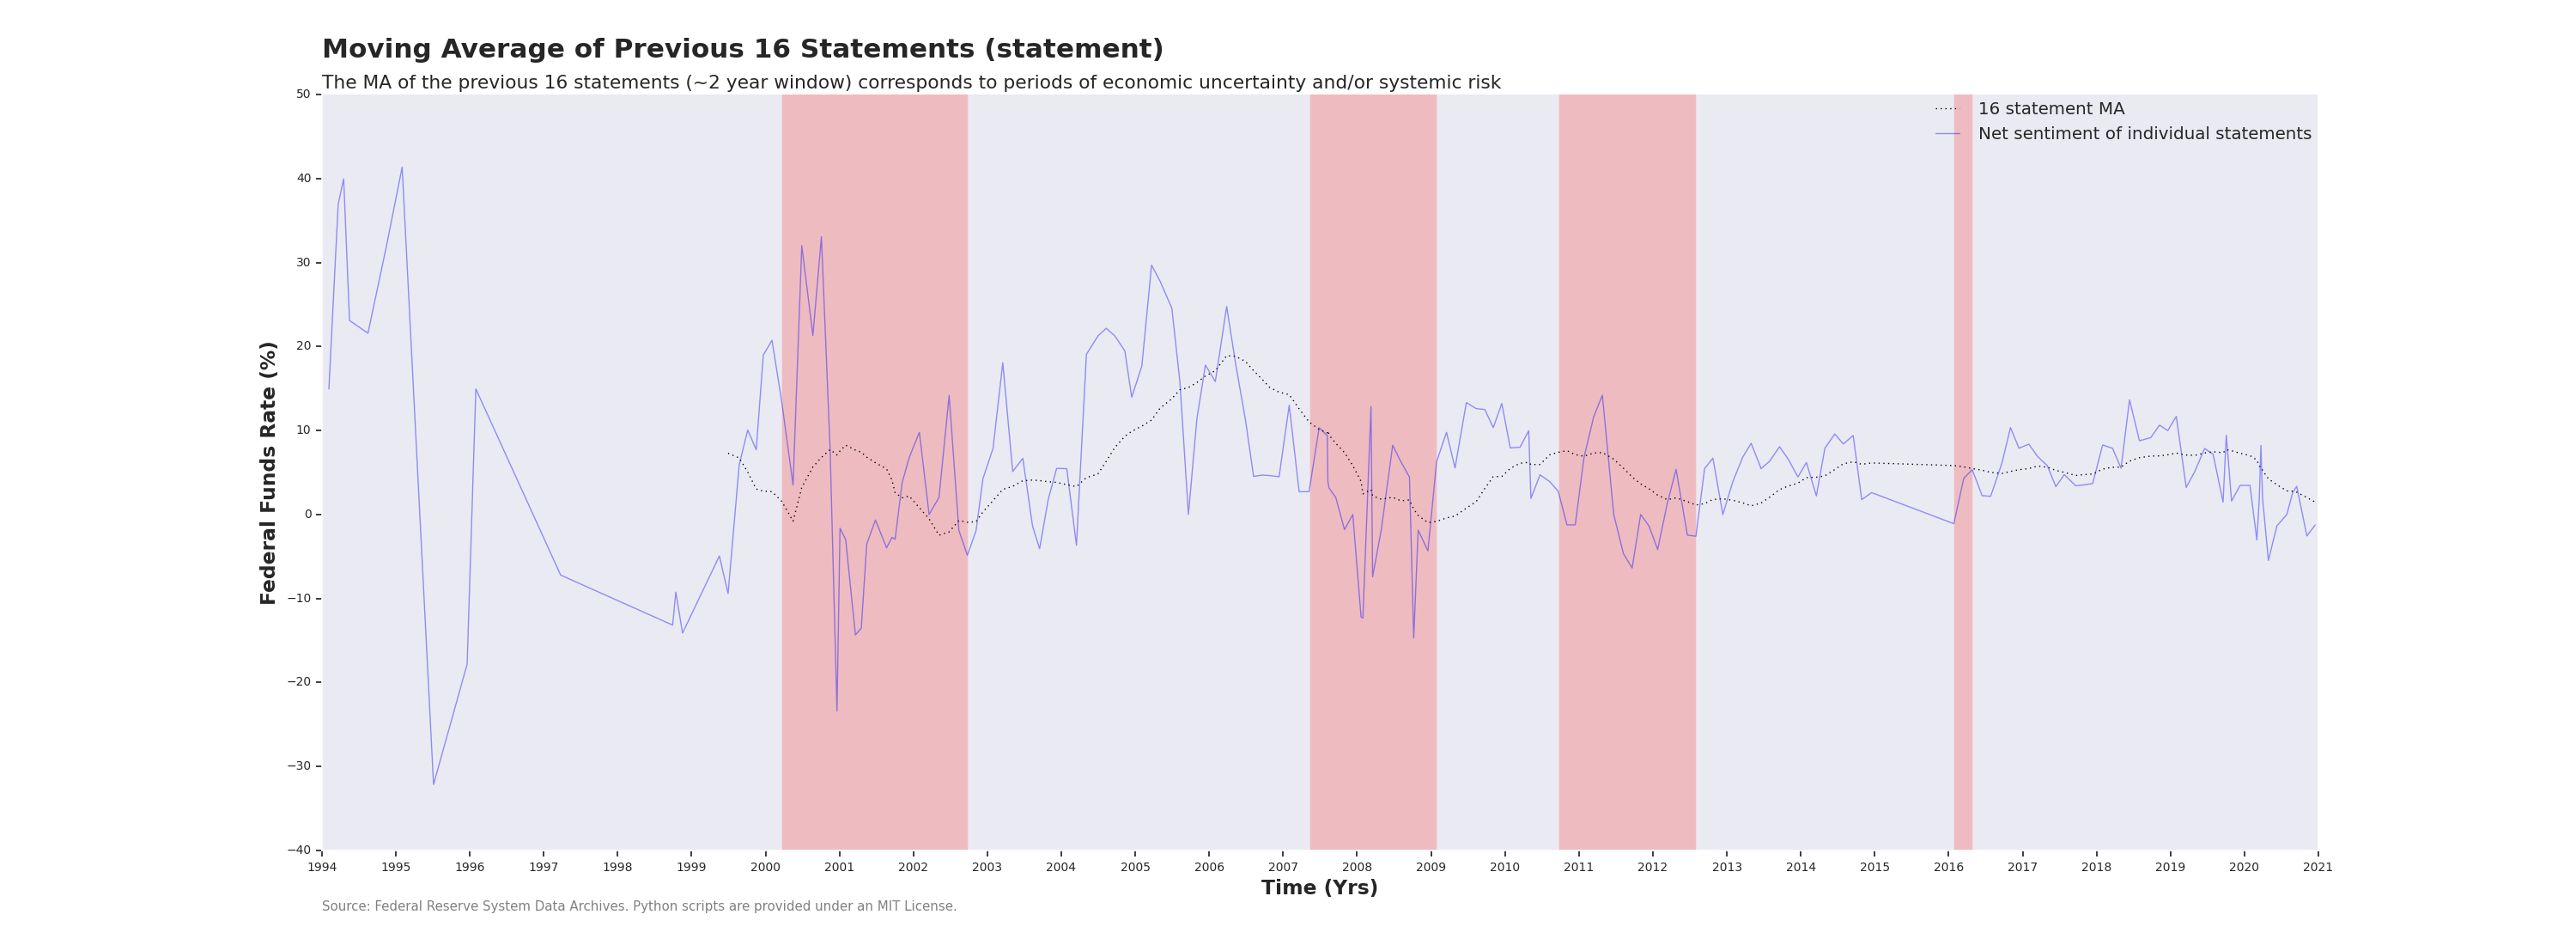 Moving Average of Previous 16 Statements (statement)
The MA of the previous 16 statements (~2 year window) corresponds to periods of economic uncertainty and/or systemic risk
16 statement MA
Net sentiment of individual statements
Federal Funds Rate (%)
50
40
30
20
10
0
−10
−20
−30
−40
1994 1995 1996 1997 1998 1999 2000 2001 2002 2003 2004 2005 2006 2007 2008 2009 2010 2011 2012 2013 2014 2015 2016 2017 2018 2019 2020 2021
Time (Yrs)
Source: Federal Reserve System Data Archives. Python scripts are provided under an MIT License.